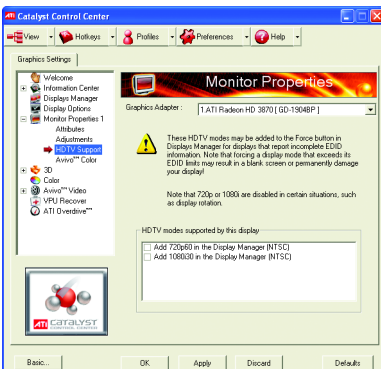 ATI Catalyst Control Center
View
Hotkeys
Profiles
Preferences
Help
Graphics Settings
Welcome
Information Center
Displays Manager
Display Options
Monitor Properties 1
Attributes
Adjustments
HDTV Support
Avivo™ Color
3D
Color
Avivo™ Video
VPU Recover
ATI Overdrive™
Monitor Properties
Graphics Adapter :
1.ATI Radeon HD 3870 [ GD-1904BP ]
These HDTV modes may be added to the Force button in
Displays Manager for displays that report incomplete EDID
information. Note that forcing a display mode that exceeds its
EDID limits may result in a blank screen or permanently damage
your display!
Note that 720p or 1080i are disabled in certain situations, such
as display rotation.
HDTV modes supported by this display
Add 720p60 in the Display Manager (NTSC)
Add 1080i30 in the Display Manager (NTSC)
ATI CATALYST
CONTROL CENTER
Basic...
OK
Apply
Discard
Defaults